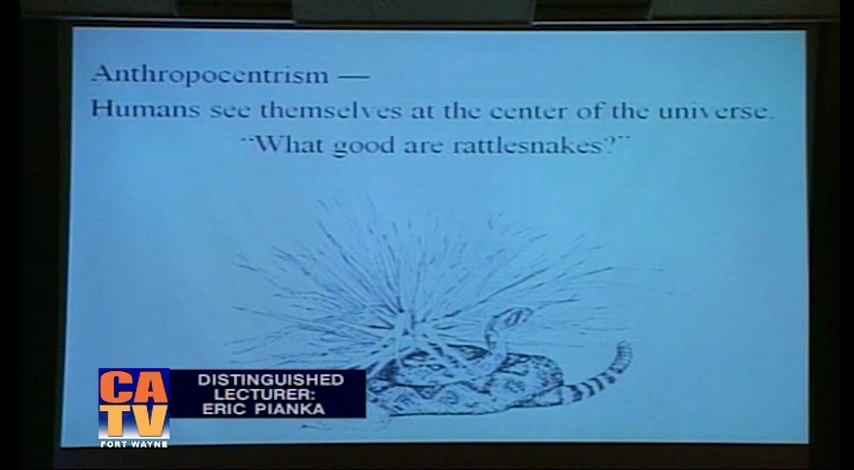 Anthropocentrism —
Humans see themselves at the center of the universe.
"What good are rattlesnakes?"
CA
TV
FORT WAYNE
DISTINGUISHED
LECTURER:
ERIC PIANKA